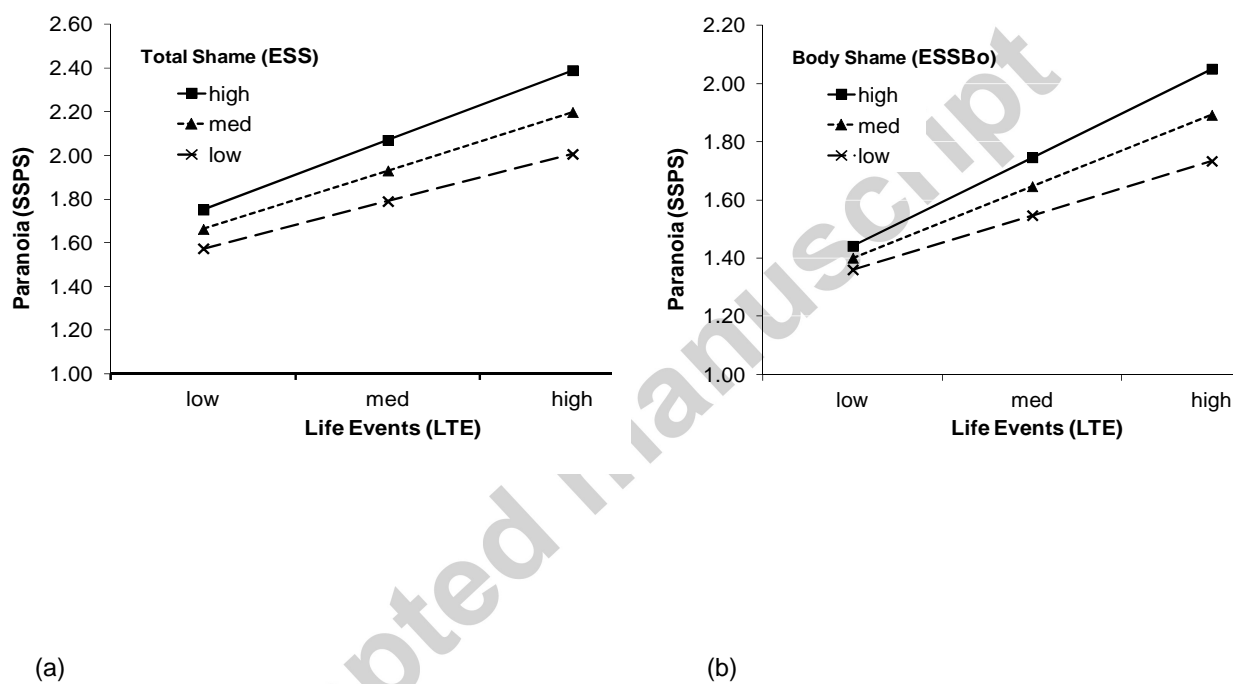 Total Shame (ESS)
high
med
low
Paranoia (SSPS)
2.60
2.40
2.20
2.00
1.80
1.60
1.40
1.20
1.00
low
med
high
Life Events (LTE)
(a)
Body Shame (ESSBo)
high
med
low
Paranoia (SSPS)
2.20
2.00
1.80
1.60
1.40
1.20
1.00
low
med
high
Life Events (LTE)
(b)
pted manuscript